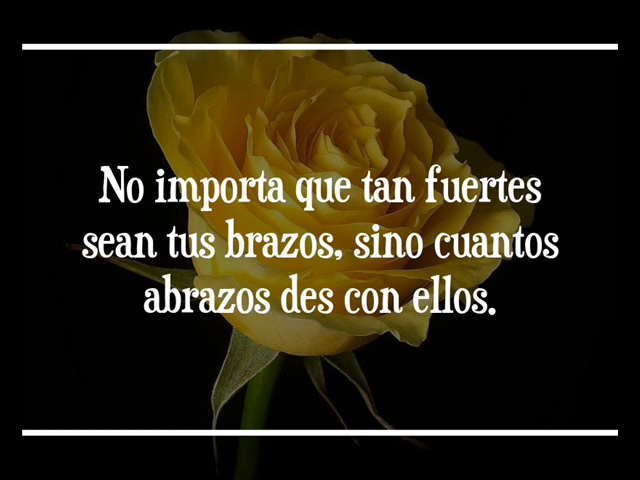 No importa que tan fuertes
sean tus brazos, sino cuantos
abrazos des con ellos.